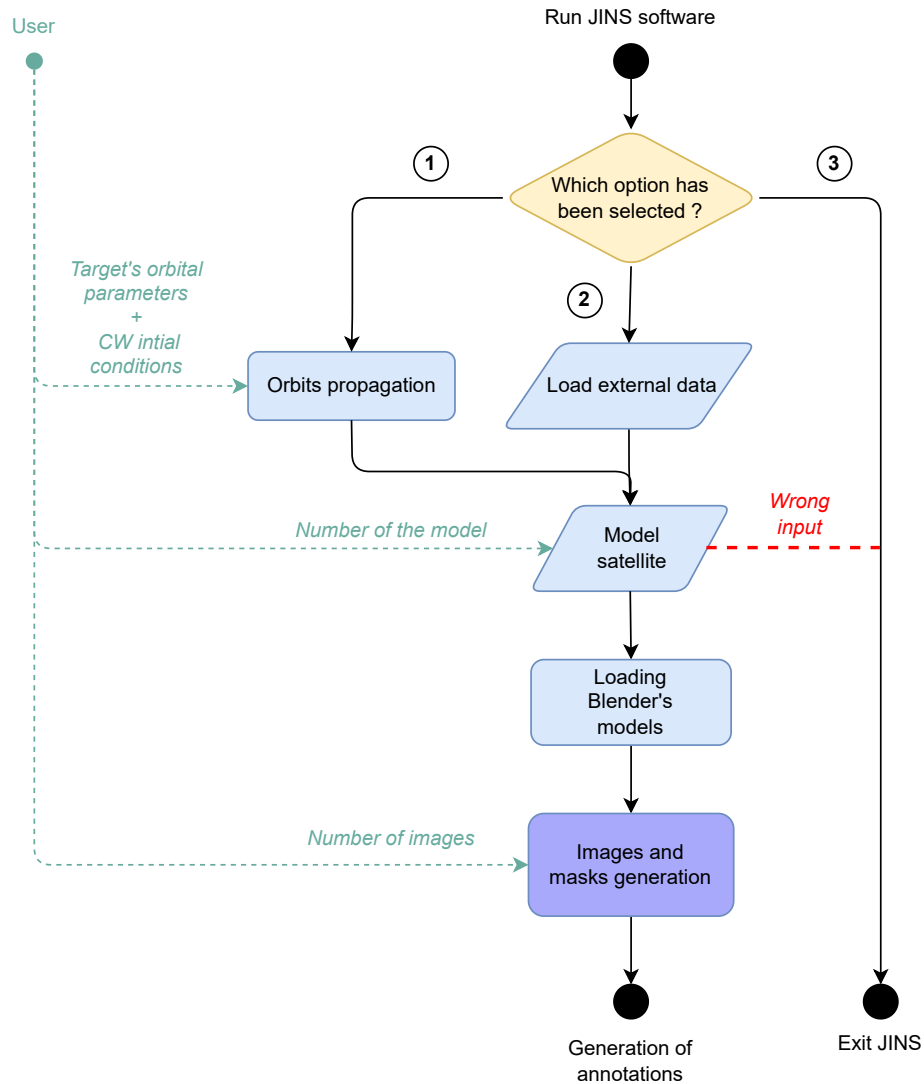 User
Run JINS software
1
3
Which option has
been selected ?
Target's orbital
parameters
+
CW intial
conditions
2
Orbits propagation
Load external data
Wrong
input
Number of the model
Model
satellite
Loading
Blender's
models
Number of images
Images and
masks generation
Exit JINS
Generation of
annotations